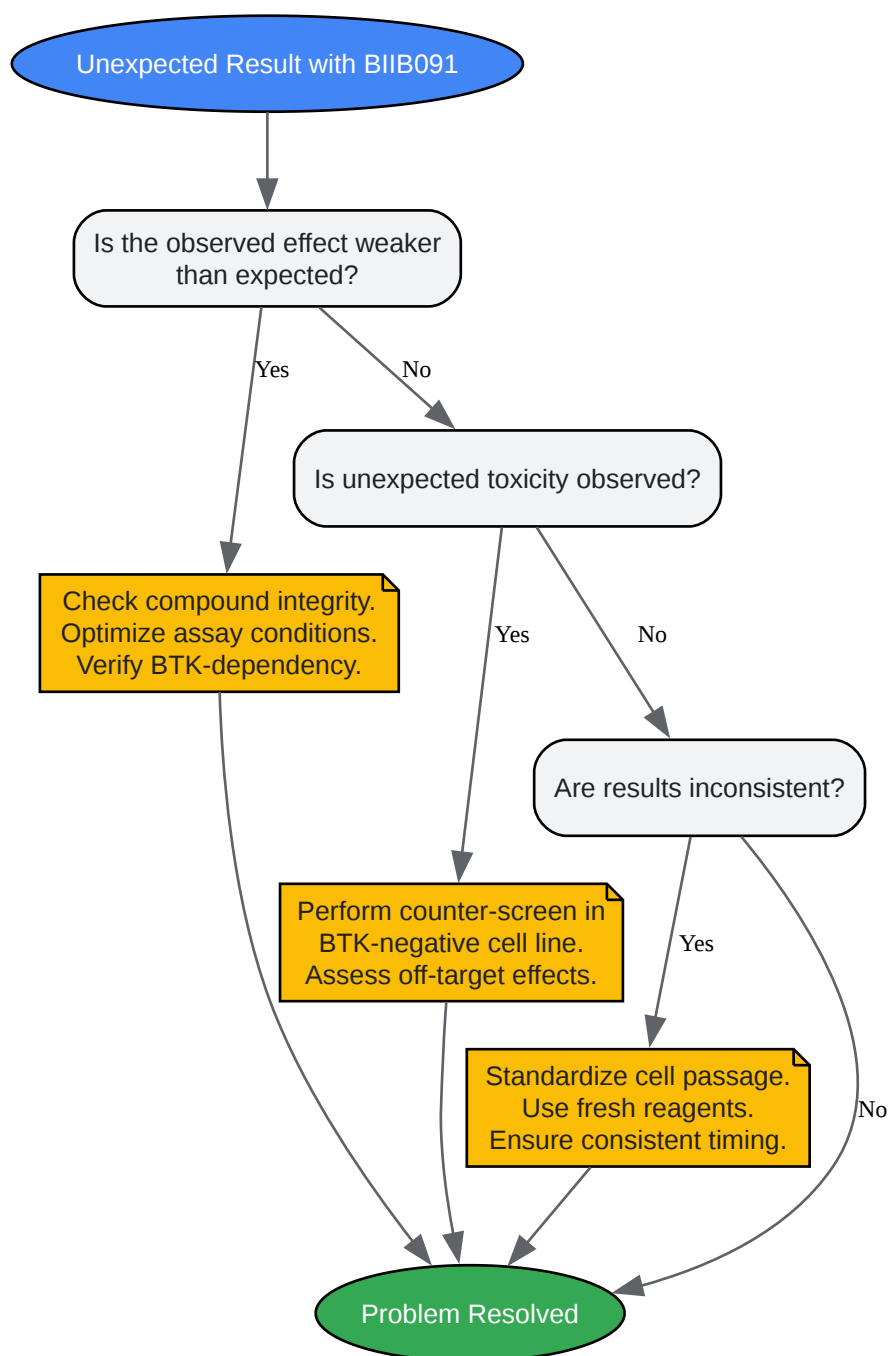 Unexpected Result with BIIB091
Is the observed effect weaker
than expected?
Yes
No
Is unexpected toxicity observed?
Check compound integrity.
Optimize assay conditions.
Verify BTK-dependency.
Yes
No
Are results inconsistent?
Perform counter-screen in
BTK-negative cell line.
Assess off-target effects.
Yes
Standardize cell passage.
Use fresh reagents.
Ensure consistent timing.
No
Problem Resolved